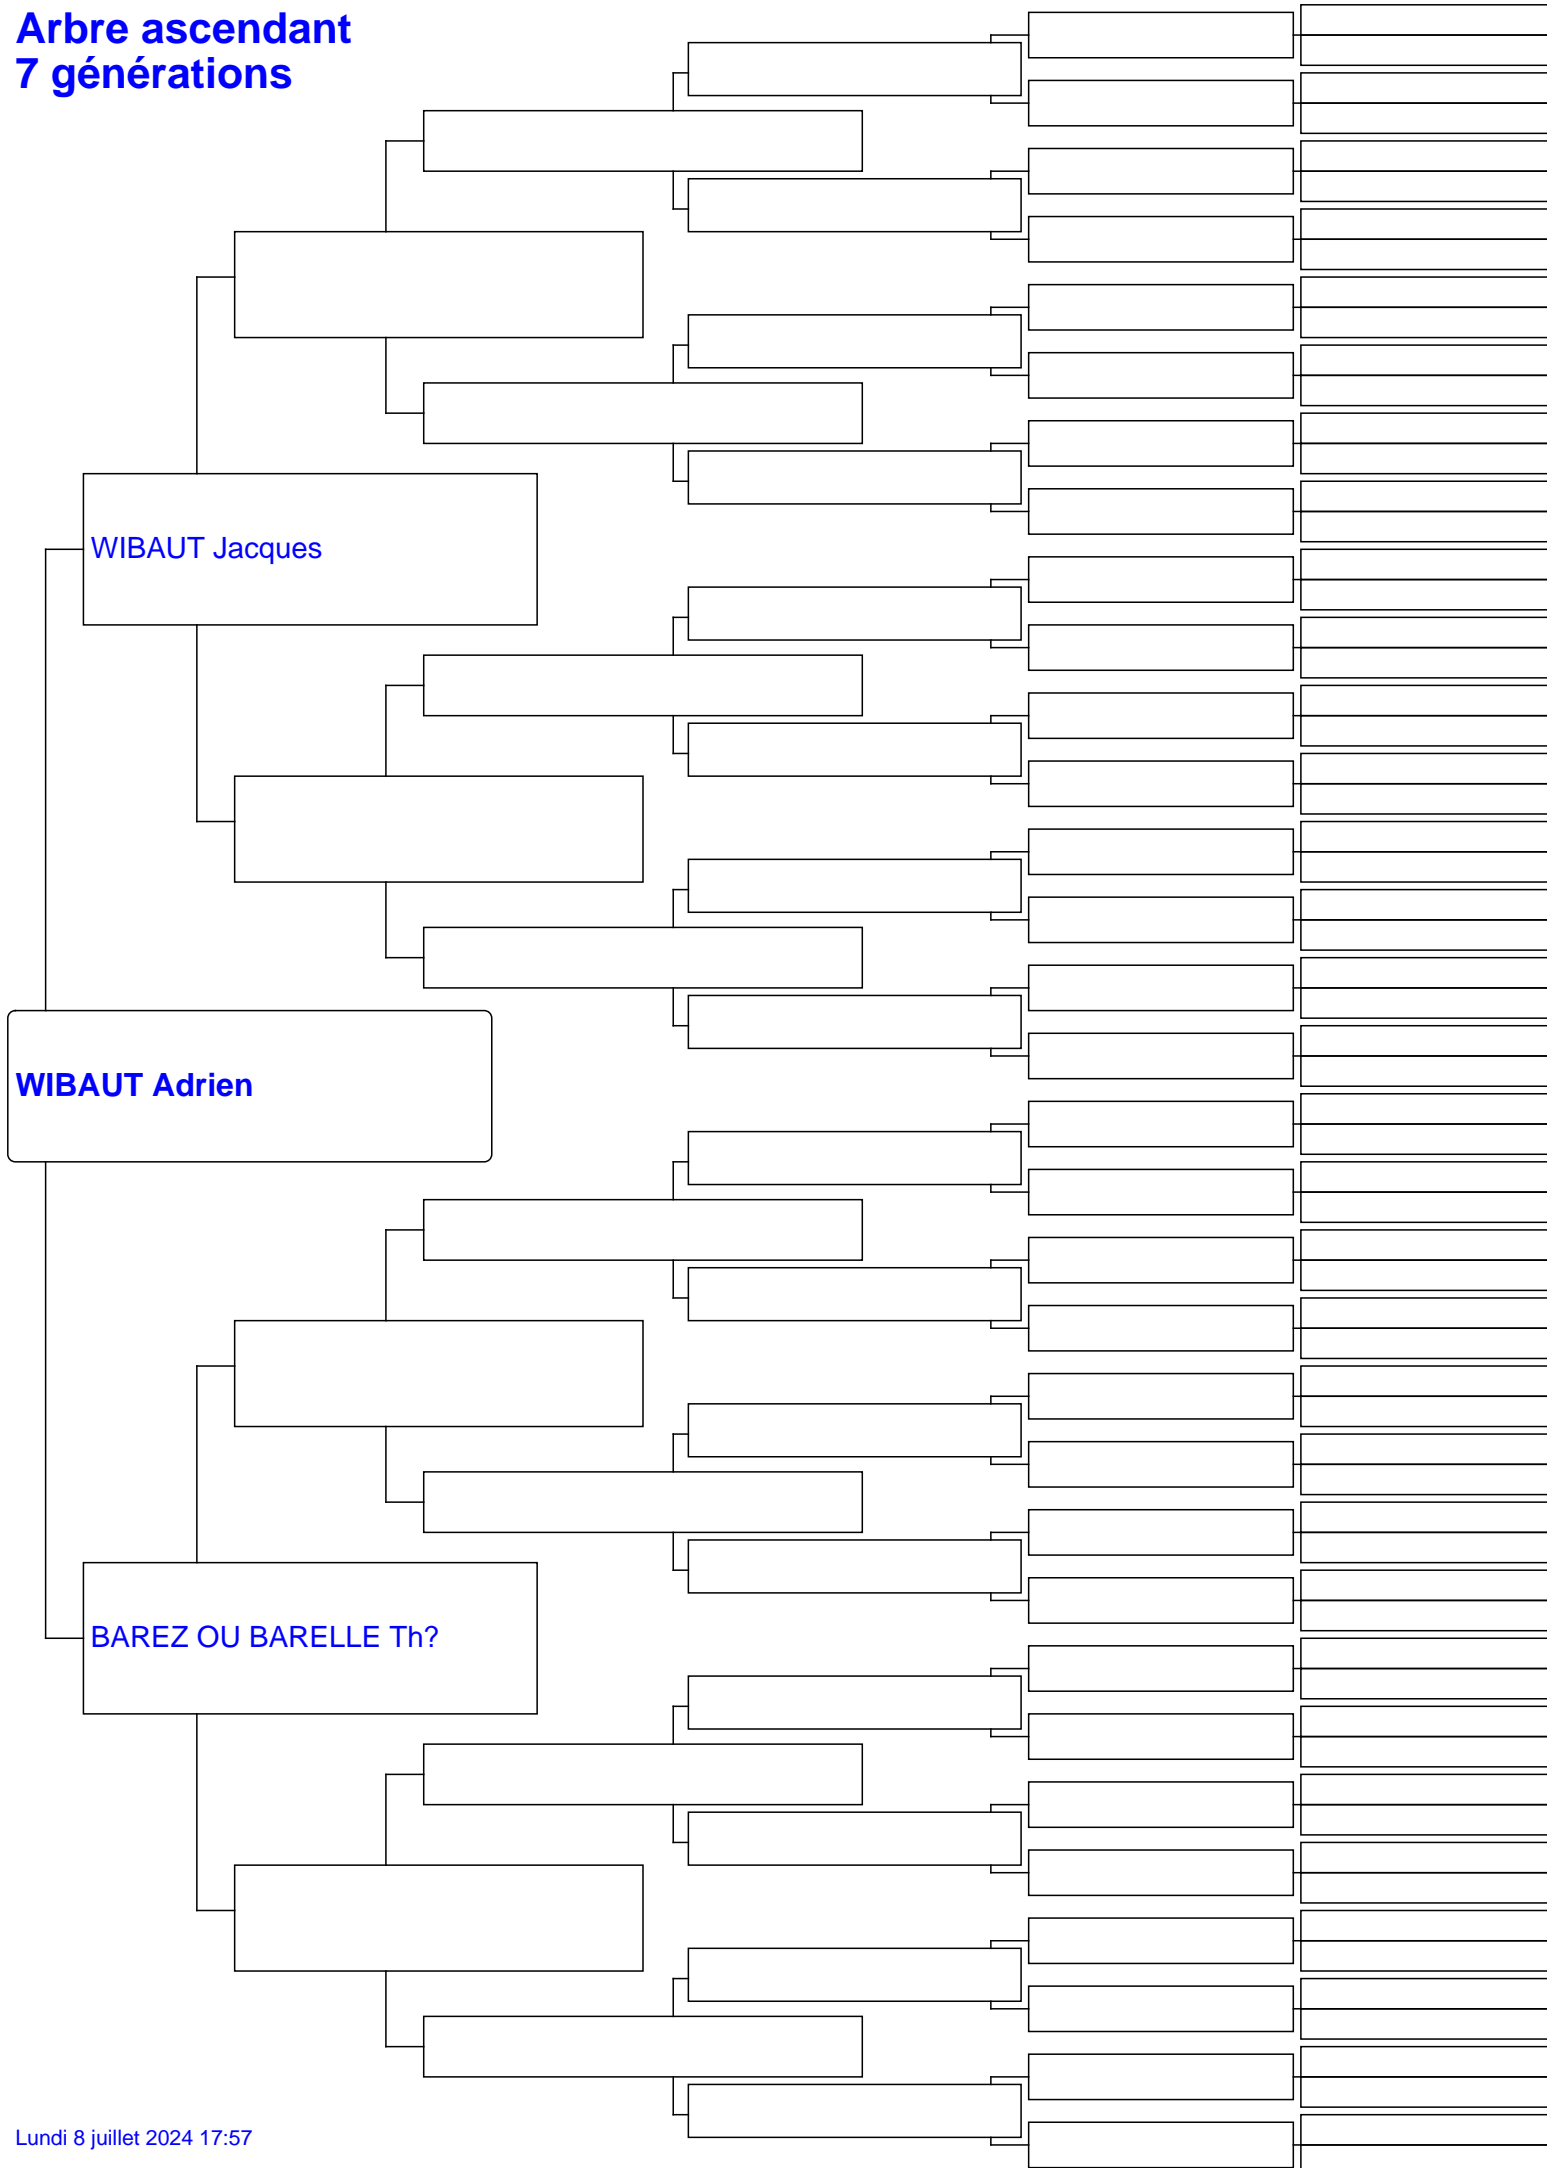 Arbre ascendant
7 générations
WIBAUT Jacques
WIBAUT Adrien
BAREZ OU BARELLE Th?
Lundi 8 juillet 2024 17:57